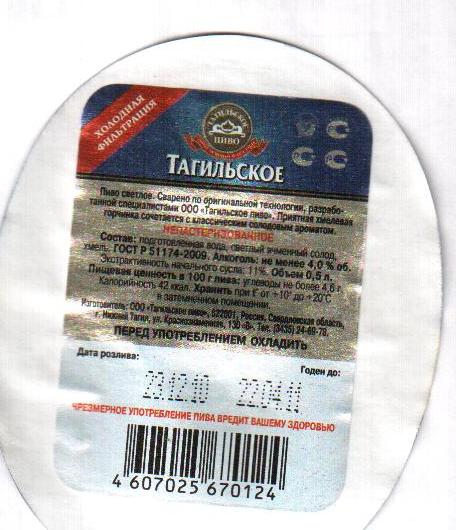 ХОЛОДНАЯ
ФИЛЬТРАЦИЯ
ТАГИЛЬСКОЕ
ПИВО
ТАГИЛЬСКОЕ
Пиво светлое. Сварено по оригинальной технологии, разрабо-
танной специалистами ООО «Тагильское пиво». Приятная хмелевая
горчинка сочетается с классическим солодовым ароматом.
НЕПАСТЕРИЗОВАННОЕ
Состав: подготовленная вода, светлый ячменный солод,
хмель. ГОСТ Р 51174-2009. Алкоголь: не менее 4,0 % об.
Экстрактивность начального сусла: 11%. Объем 0,5 л.
Пищевая ценность в 100 г пива: углеводы не более 4,6 г.
Калорийность 42 ккал. Хранить при t° от +10° до +20°С
в затемненном помещении.
Изготовитель: ООО «Тагильское пиво», 622001, Россия, Свердловская область,
г. Нижний Тагил, ул. Краснознаменная, Тел. (3435)
ПЕРЕД УПОТРЕБЛЕНИЕМ ОХЛАДИТЬ
Дата розлива:
Годен до:
23.12.10 22.04.11
ЧРЕЗМЕРНОЕ УПОТРЕБЛЕНИЕ ПИВА ВРЕДИТ ВАШЕМУ ЗДОРОВЬЮ
4 607025 670124